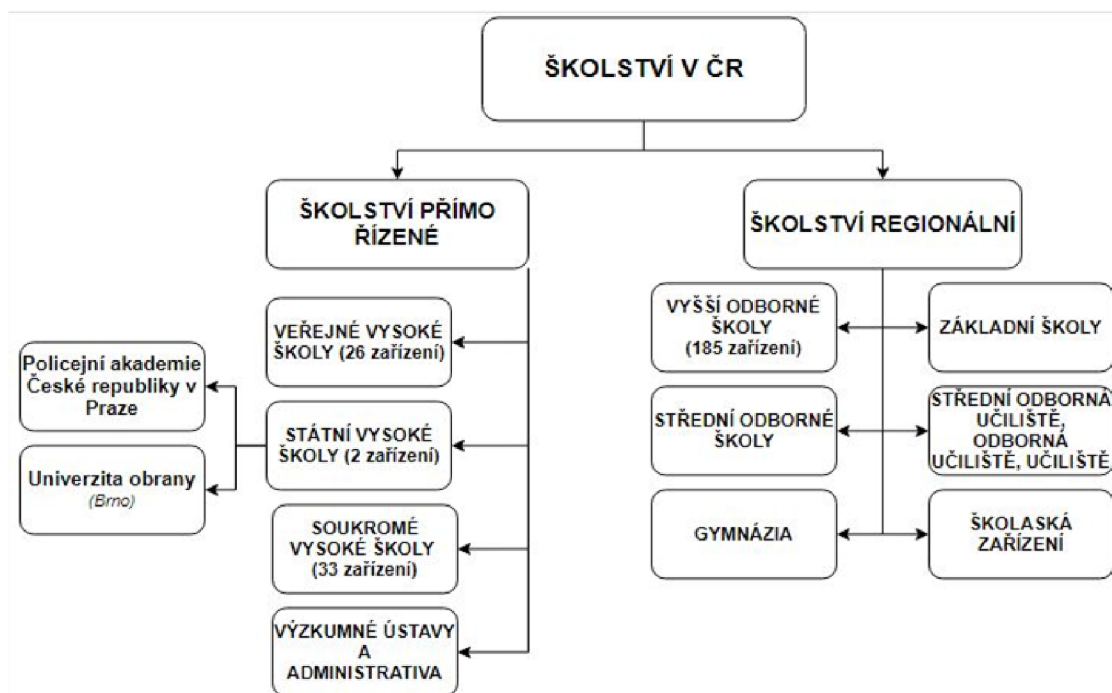 ŠKOLSTVÍ V ČR
ŠKOLSTVÍ PŘÍMO
ŘÍZENÉ
ŠKOLSTVÍ REGIONÁLNÍ
VEŘEJNÉ VYSOKÉ
ŠKOLY (26 zařízení)
Policejní akademie
České republiky v
Praze
STÁTNÍ VYSOKÉ
ŠKOLY (2 zařízení)
Univerzita obrany
(Brno)
SOUKROMÉ
VYSOKÉ ŠKOLY
(33 zařízení)
VÝZKUMNÉ ÚSTAVY
A
ADMINISTRATIVA
VYŠŠÍ ODBORNÉ
ŠKOLY
(185 zařízení)
ZÁKLADNÍ ŠKOLY
STŘEDNÍ ODBORNÉ
ŠKOLY
STŘEDNÍ ODBORNÁ
UČILIŠTĚ,
ODBORNÁ
UČILIŠTĚ, UČILIŠTĚ,
GYMNÁZIA
ŠKOLASKÁ
ZAŘÍZENÍ